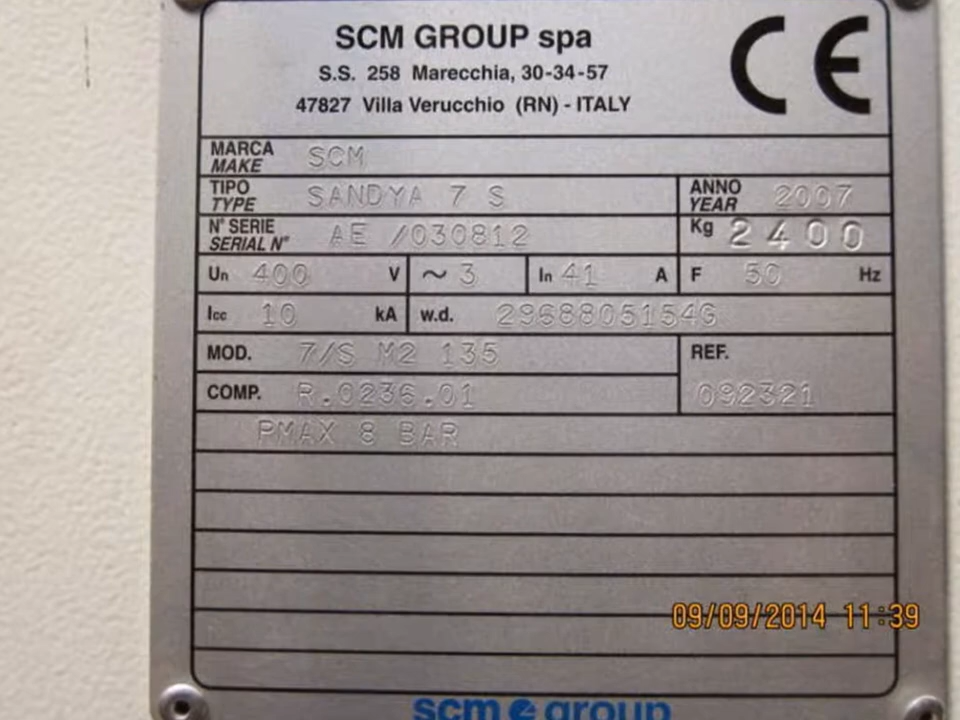 SCM GROUP spa
S.S. 258 Marecchia, 30-34-57
47827 Villa Verucchio (RN) - ITALY
CE
MARCA
MAKE SCM
TIPO
TYPE SANDYA 7 S
ANNO
YEAR 2007
N° SERIE
SERIAL N° AE /030812
Kg 2400
Un 400 V ~ 3 In 41 A F 50 Hz
Icc 10 kA w.d. 2968805154G
MOD. 7/S M2 135
REF.
COMP. R.0236.01
092321
PMAX 8 BAR
09/09/2014 11:39
scm group